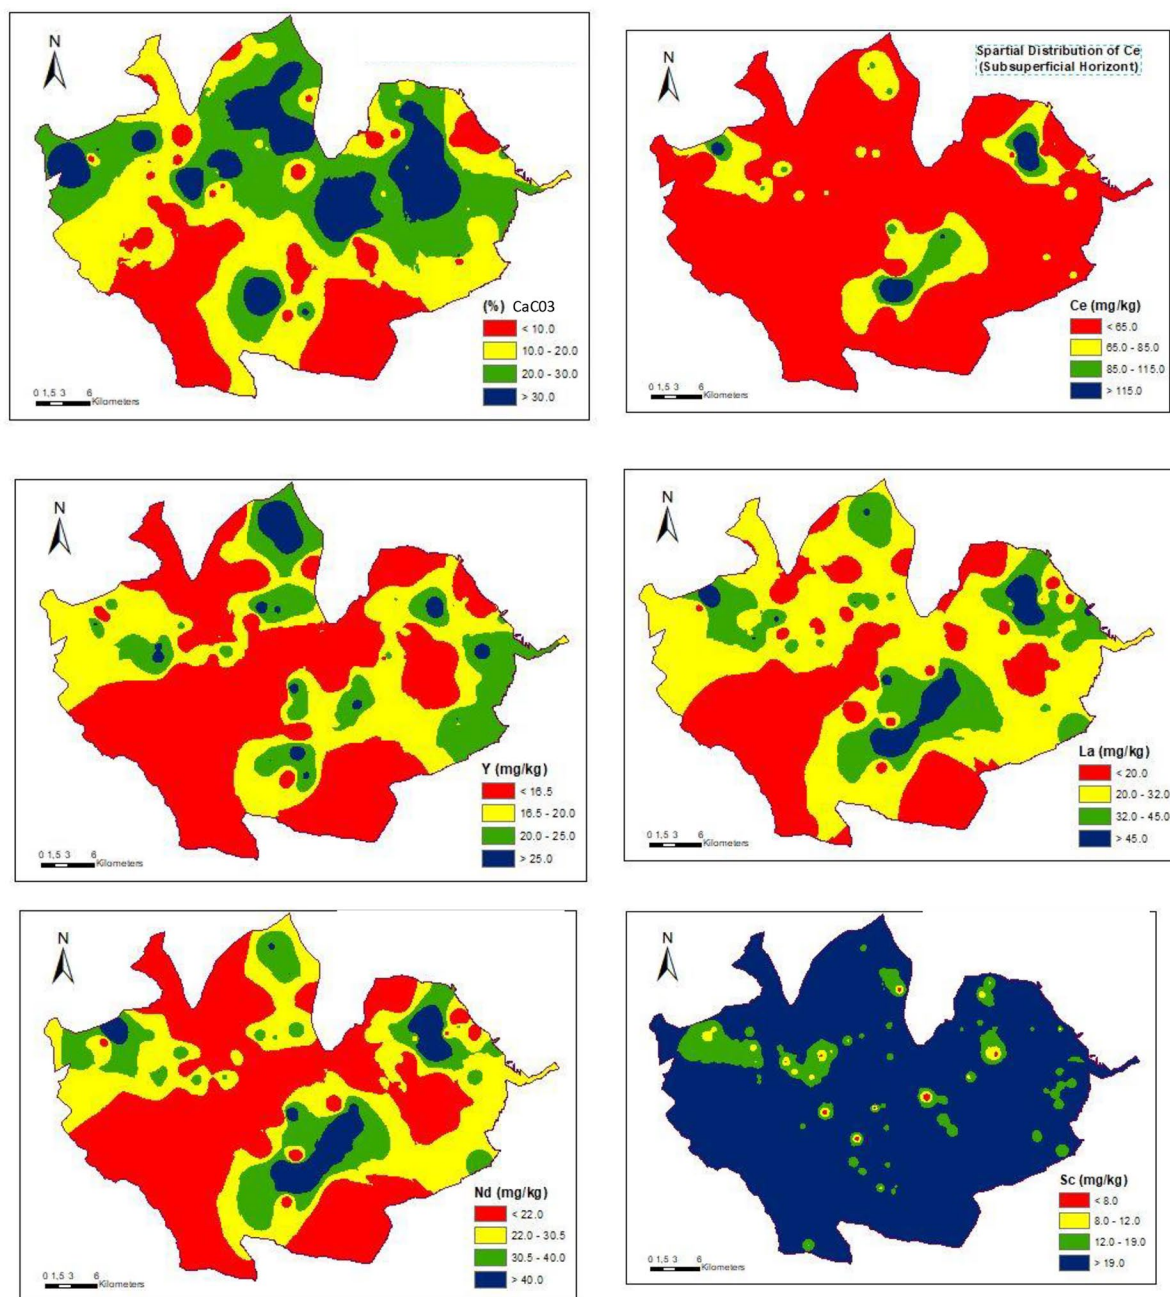 N
(%) CaC03
< 10.0
10.0 - 20.0
20.0 - 30.0
> 30.0
0 1,5 3 6
Kilometers
N
Spartial Distribution of Ce
(Subsuperficial Horizont)
Ce (mg/kg)
< 65.0
65.0 - 85.0
85.0 - 115.0
> 115.0
0 1,5 3 6
Kilometers
N
Y (mg/kg)
< 16.5
16.5 - 20.0
20.0 - 25.0
> 25.0
0 1,5 3 6
Kilometers
N
La (mg/kg)
< 20.0
20.0 - 32.0
32.0 - 45.0
> 45.0
0 1,5 3 6
Kilometers
N
Nd (mg/kg)
< 22.0
22.0 - 30.5
30.5 - 40.0
> 40.0
0 1,5 3 6
Kilometers
N
Sc (mg/kg)
< 8.0
8.0 - 12.0
12.0 - 19.0
> 19.0
0 1,5 3 6
Kilometers